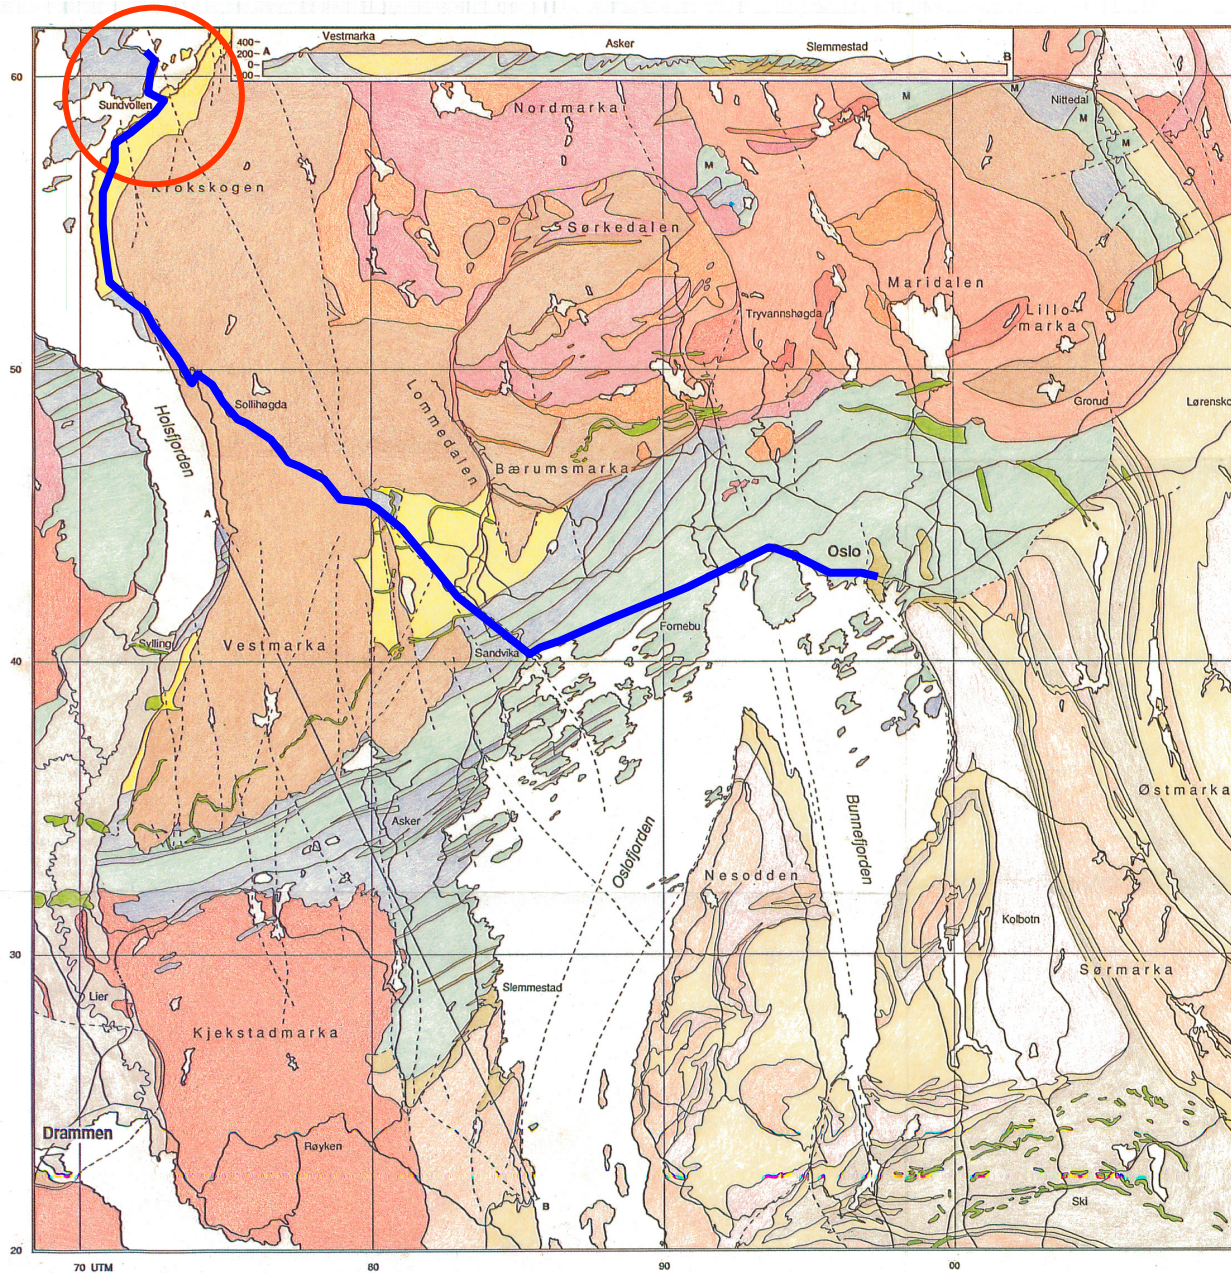 Vestmarka
Asker
Slemmestad
400
200
0
A
B
60
Sundvollen
Nordmarka
M
M
Nittedal
M
M
M
Krokskogen
Sørkedalen
Maridalen
Tryvannshøgda
Lillo-
marka
50
Sollihøgda
Holsfjorden
Lommedalen
Grorud
Lørensko
Bærumsmarka
A
Oslo
Fornebu
Sylling
Vestmarka
Sandvika
40
Østmarka
Asker
Oslofjorden
Bunnefjorden
Nesodden
Kolbotn
30
Sørmarka
Lier
Slemmestad
Kjekstadmarka
Drammen
Røyken
B
Ski
20
70 UTM
80
90
00